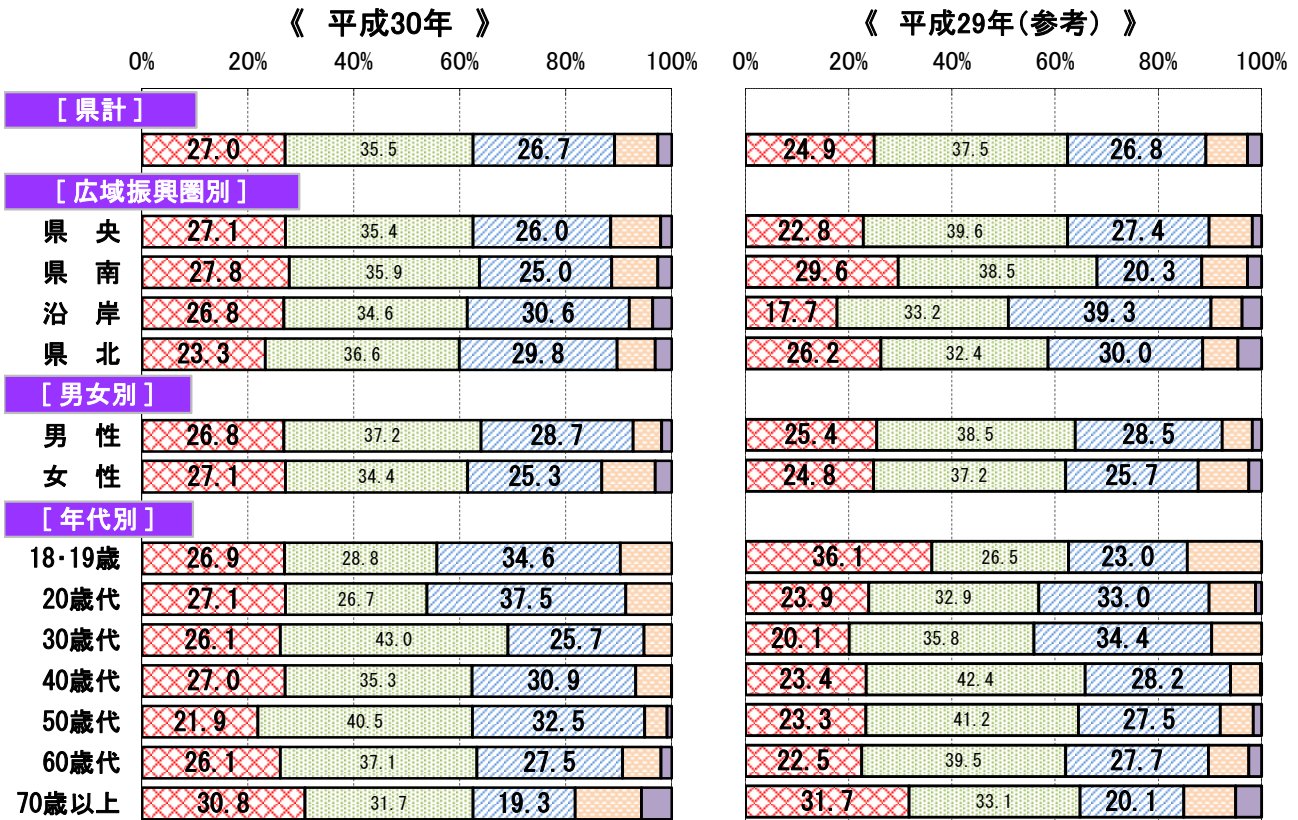 《 平成30年 》 《 平成29年(参考) 》
0% 20% 40% 60% 80% 100% 0% 20% 40% 60% 80% 100%
[ 県計 ]
27.0 35.5 26.7 24.9 37.5 26.8
[ 広域振興圏別 ]
県 央 27.1 35.4 26.0 22.8 39.6 27.4
県 南 27.8 35.9 25.0 29.6 38.5 20.3
沿 岸 26.8 34.6 30.6 17.7 33.2 39.3
県 北 23.3 36.6 29.8 26.2 32.4 30.0
[ 男女別 ]
男 性 26.8 37.2 28.7 25.4 38.5 28.5
女 性 27.1 34.4 25.3 24.8 37.2 25.7
[ 年代別 ]
18・19歳 26.9 28.8 34.6 36.1 26.5 23.0
20歳代 27.1 26.7 37.5 23.9 32.9 33.0
30歳代 26.1 43.0 25.7 20.1 35.8 34.4
40歳代 27.0 35.3 30.9 23.4 42.4 28.2
50歳代 21.9 40.5 32.5 23.3 41.2 27.5
60歳代 26.1 37.1 27.5 22.5 39.5 27.7
70歳以上 30.8 31.7 19.3 31.7 33.1 20.1